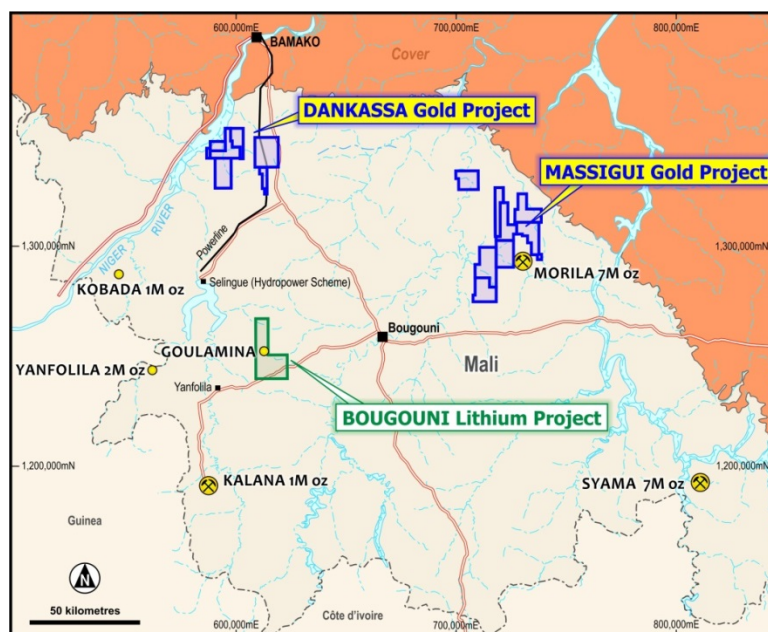 600,000mE
700,000mE
800,000mE
BAMAKO
Cover
DANKASSA Gold Project
MASSIGUI Gold Project
NIGER RIVER
Powerline
1,300,000mN
1,300,000mN
MORILA 7M oz
KOBADA 1M oz
Selingue (Hydropower Scheme)
Bougouni
GOULAMINA
YANFOLILA 2M oz
Mali
Yanfolila
BOUGOUNI Lithium Project
1,200,000mN
1,200,000mN
KALANA 1M oz
SYAMA 7M oz
Guinea
N
50 kilometres
Côte d'ivoire
600,000mE
700,000mE
800,000mE